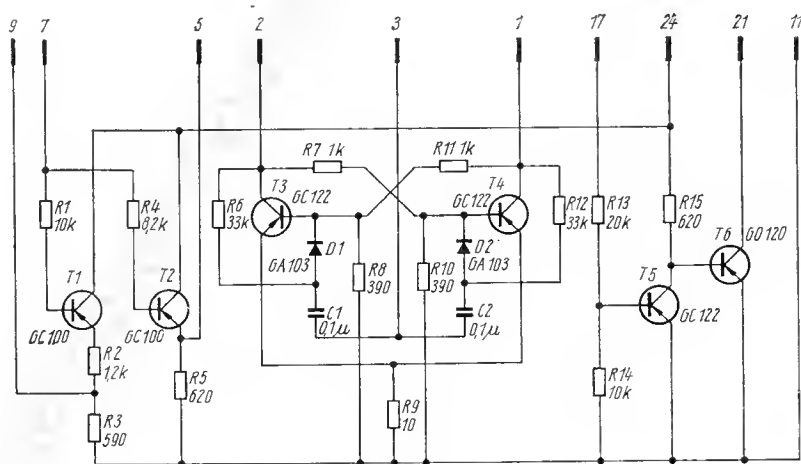 9 7 5 2 3 1 17 24 21 11
R7 1k
R11 1k
T3
GC122
T4
GC122
R1
10k
R4
8,2k
R6
33k
R12
33k
R13
20k
R15
620
T6
GD120
T1
GC100
T2
GC100
D1
GA103
R8
390
R10
390
D2
GA103
T5
GC122
C1
0,1µ
C2
0,1µ
R2
1,2k
R3
590
R5
620
R9
10
R14
10k